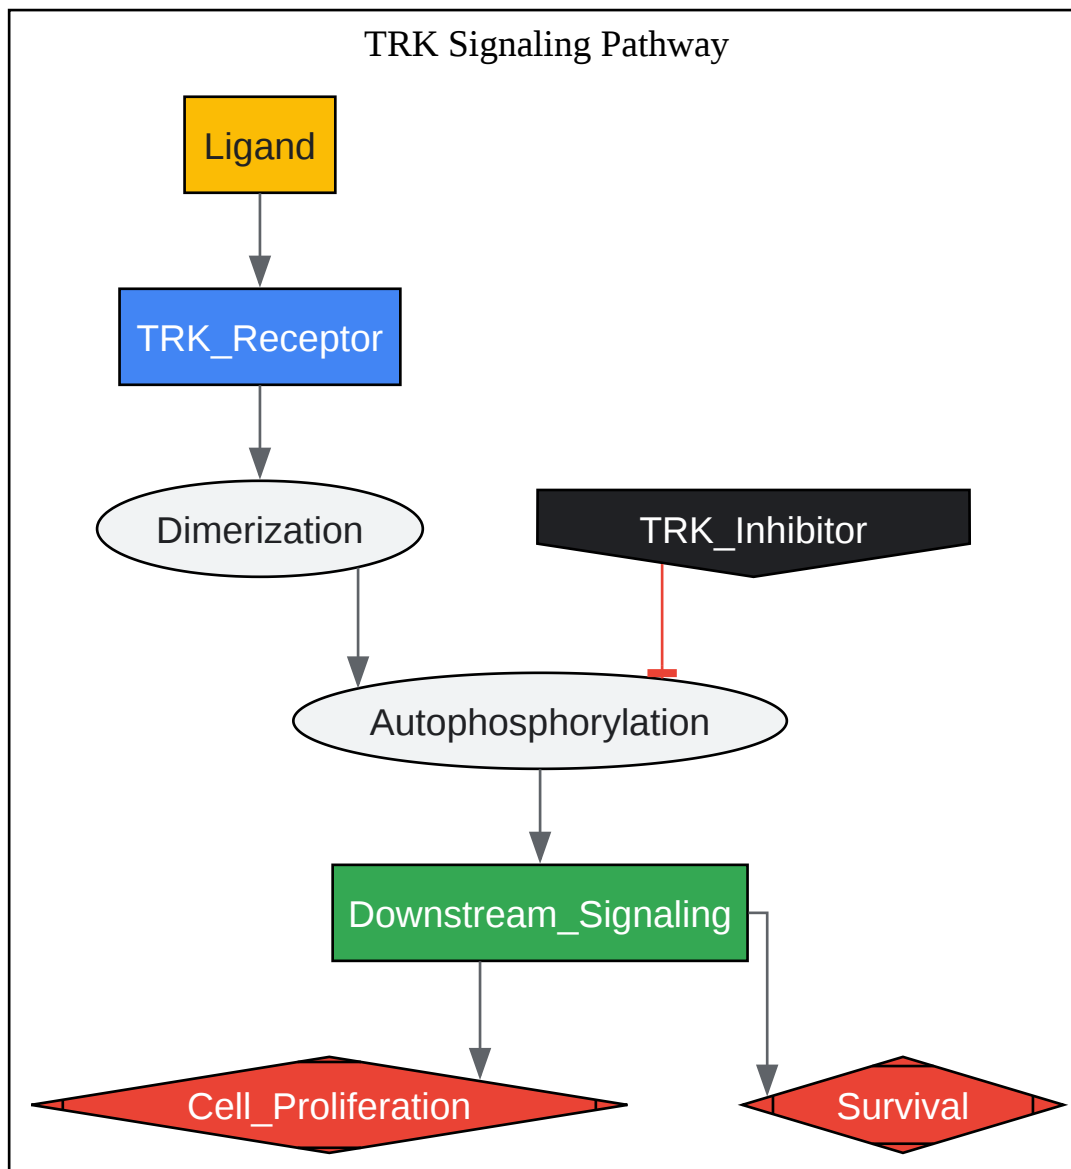 TRK Signaling Pathway
Ligand
TRK_Receptor
Dimerization
TRK_Inhibitor
Autophosphorylation
Downstream_Signaling
Cell_Proliferation
Survival